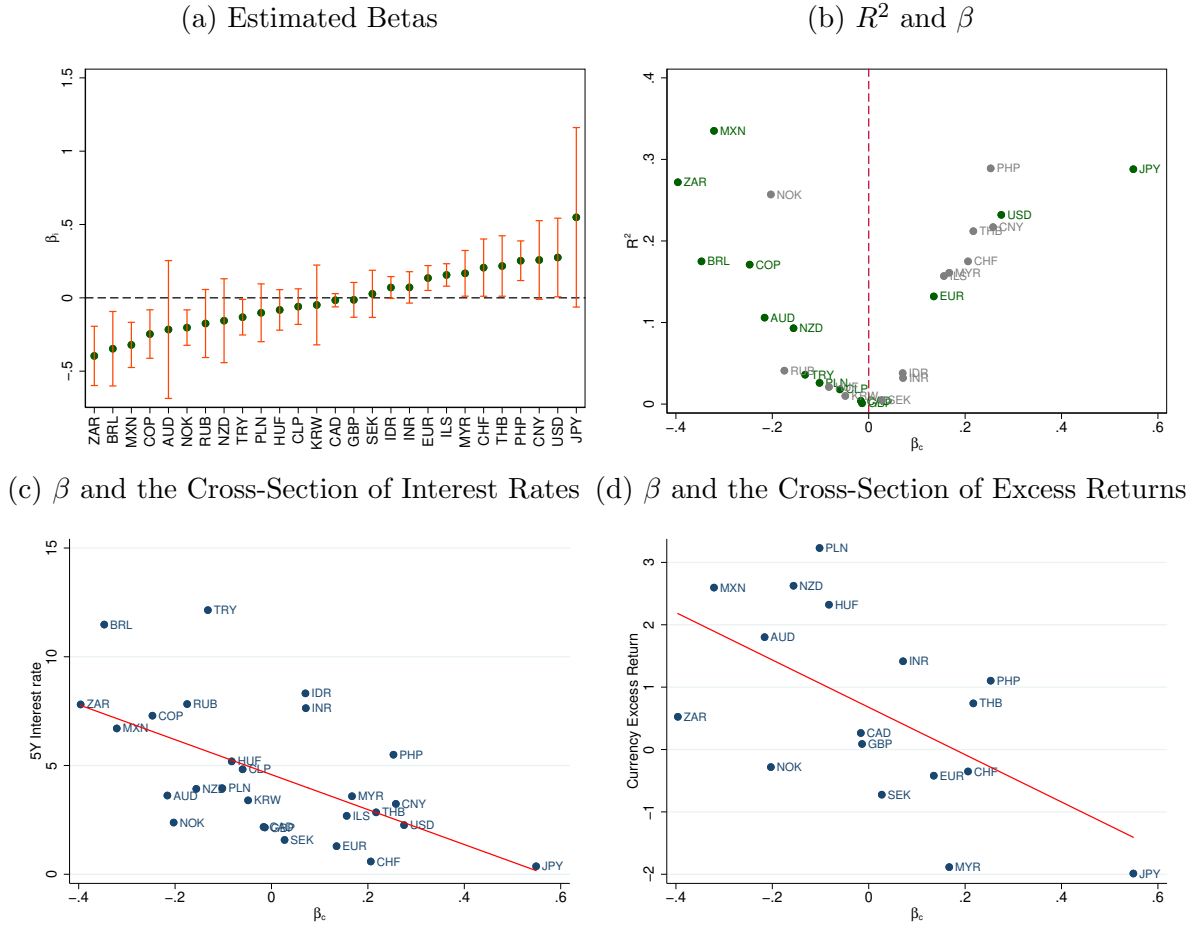 (a) Estimated Betas
1.5
1
.5
0
-.5
βᵢ
ZAR BRL MXN COP AUD NOK RUB NZD TRY PLN HUF CLP KRW CAD GBP SEK IDR INR EUR ILS MYR CHF THB PHP CNY USD JPY
(b) R² and β
.4
.3
.2
.1
0
R²
MXN
ZAR
NOK
BRL
COP
AUD
NZD
RUB
TRY
PLN
CLP
KRW
GBP
SEK
IDR
INR
EUR
ILS
MYR
CHF
THB
CNY
USD
PHP
JPY
-.4 -.2 0 .2 .4 .6
β꜀
(c) β and the Cross-Section of Interest Rates
15
10
5
0
5Y Interest rate
TRY
BRL
ZAR
RUB
COP
MXN
IDR
INR
HUF
CLP
PHP
AUD
NZD
PLN
KRW
MYR
CNY
NOK
CAD
GBP
ILS
THB
USD
SEK
EUR
CHF
JPY
-.4 -.2 0 .2 .4 .6
β꜀
(d) β and the Cross-Section of Excess Returns
3
2
1
0
-1
-2
Currency Excess Return
PLN
MXN
NZD
HUF
AUD
INR
PHP
THB
ZAR
CAD
GBP
NOK
EUR
CHF
SEK
MYR
JPY
-.4 -.2 0 .2 .4 .6
β꜀